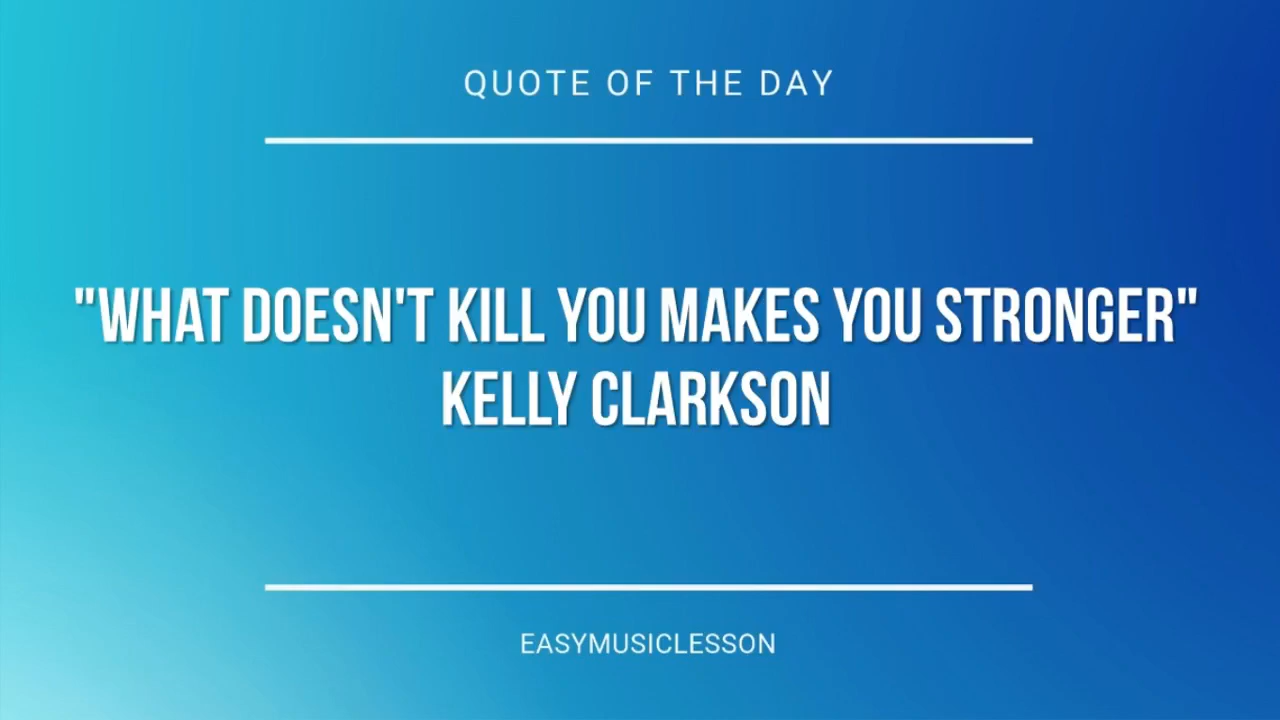 QUOTE OF THE DAY
"WHAT DOESN'T KILL YOU MAKES YOU STRONGER"
KELLY CLARKSON
EASYMUSICLESSON